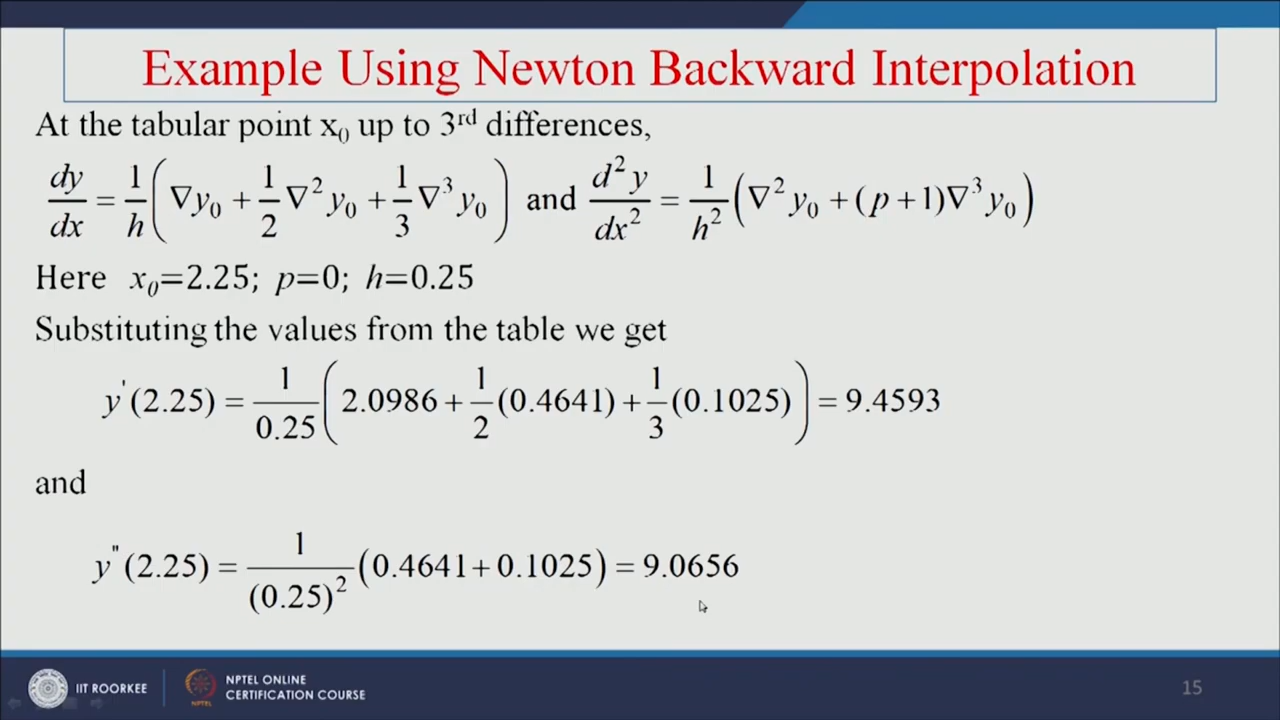 Example Using Newton Backward Interpolation
At the tabular point x₀ up to 3ʳᵈ differences,
dy/dx = 1/h (∇y₀ + 1/2 ∇²y₀ + 1/3 ∇³y₀) and d²y/dx² = 1/h² (∇²y₀ + (p+1)∇³y₀)
Here x₀=2.25; p=0; h=0.25
Substituting the values from the table we get
y'(2.25) = 1/0.25 (2.0986 + 1/2 (0.4641) + 1/3 (0.1025)) = 9.4593
and
y"(2.25) = 1/(0.25)² (0.4641 + 0.1025) = 9.0656
IIT ROORKEE
NPTEL
NPTEL ONLINE
CERTIFICATION COURSE
15